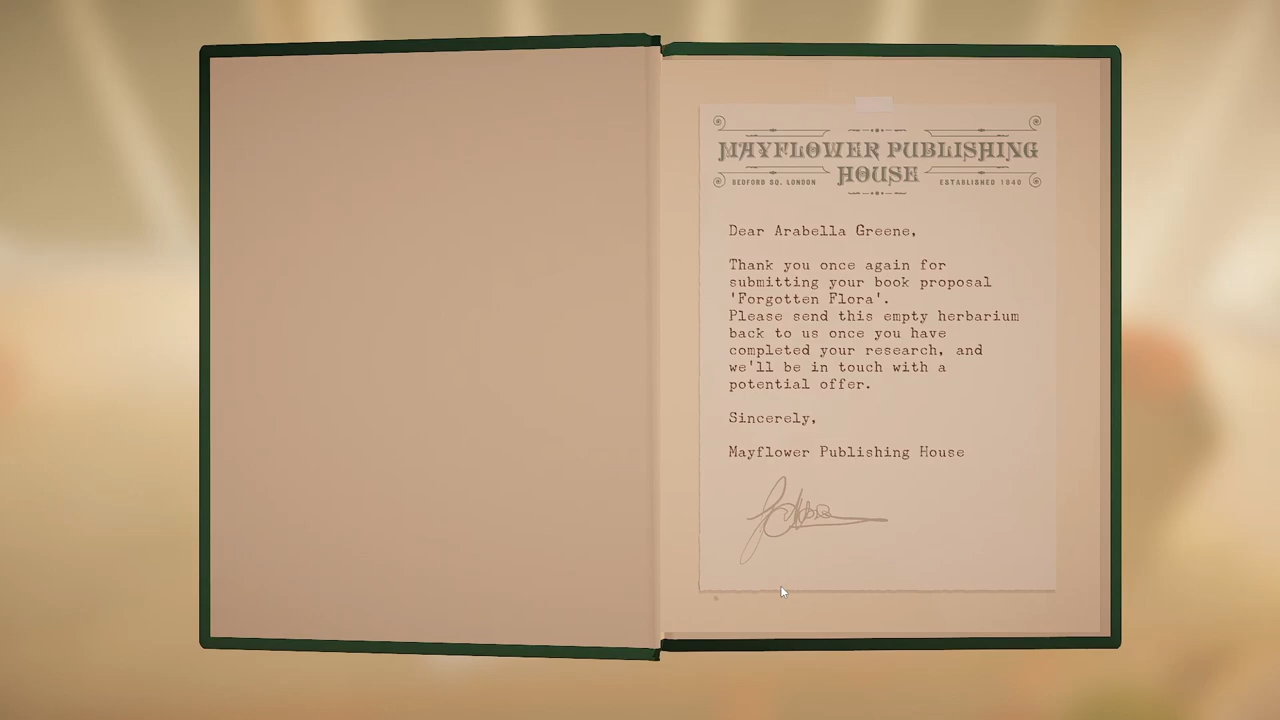 MAYFLOWER PUBLISHING
HOUSE
BEDFORD SQ. LONDON
ESTABLISHED 1840
Dear Arabella Greene,
Thank you once again for
submitting your book proposal
'Forgotten Flora'.
Please send this empty herbarium
back to us once you have
completed your research, and
we'll be in touch with a
potential offer.
Sincerely,
Mayflower Publishing House